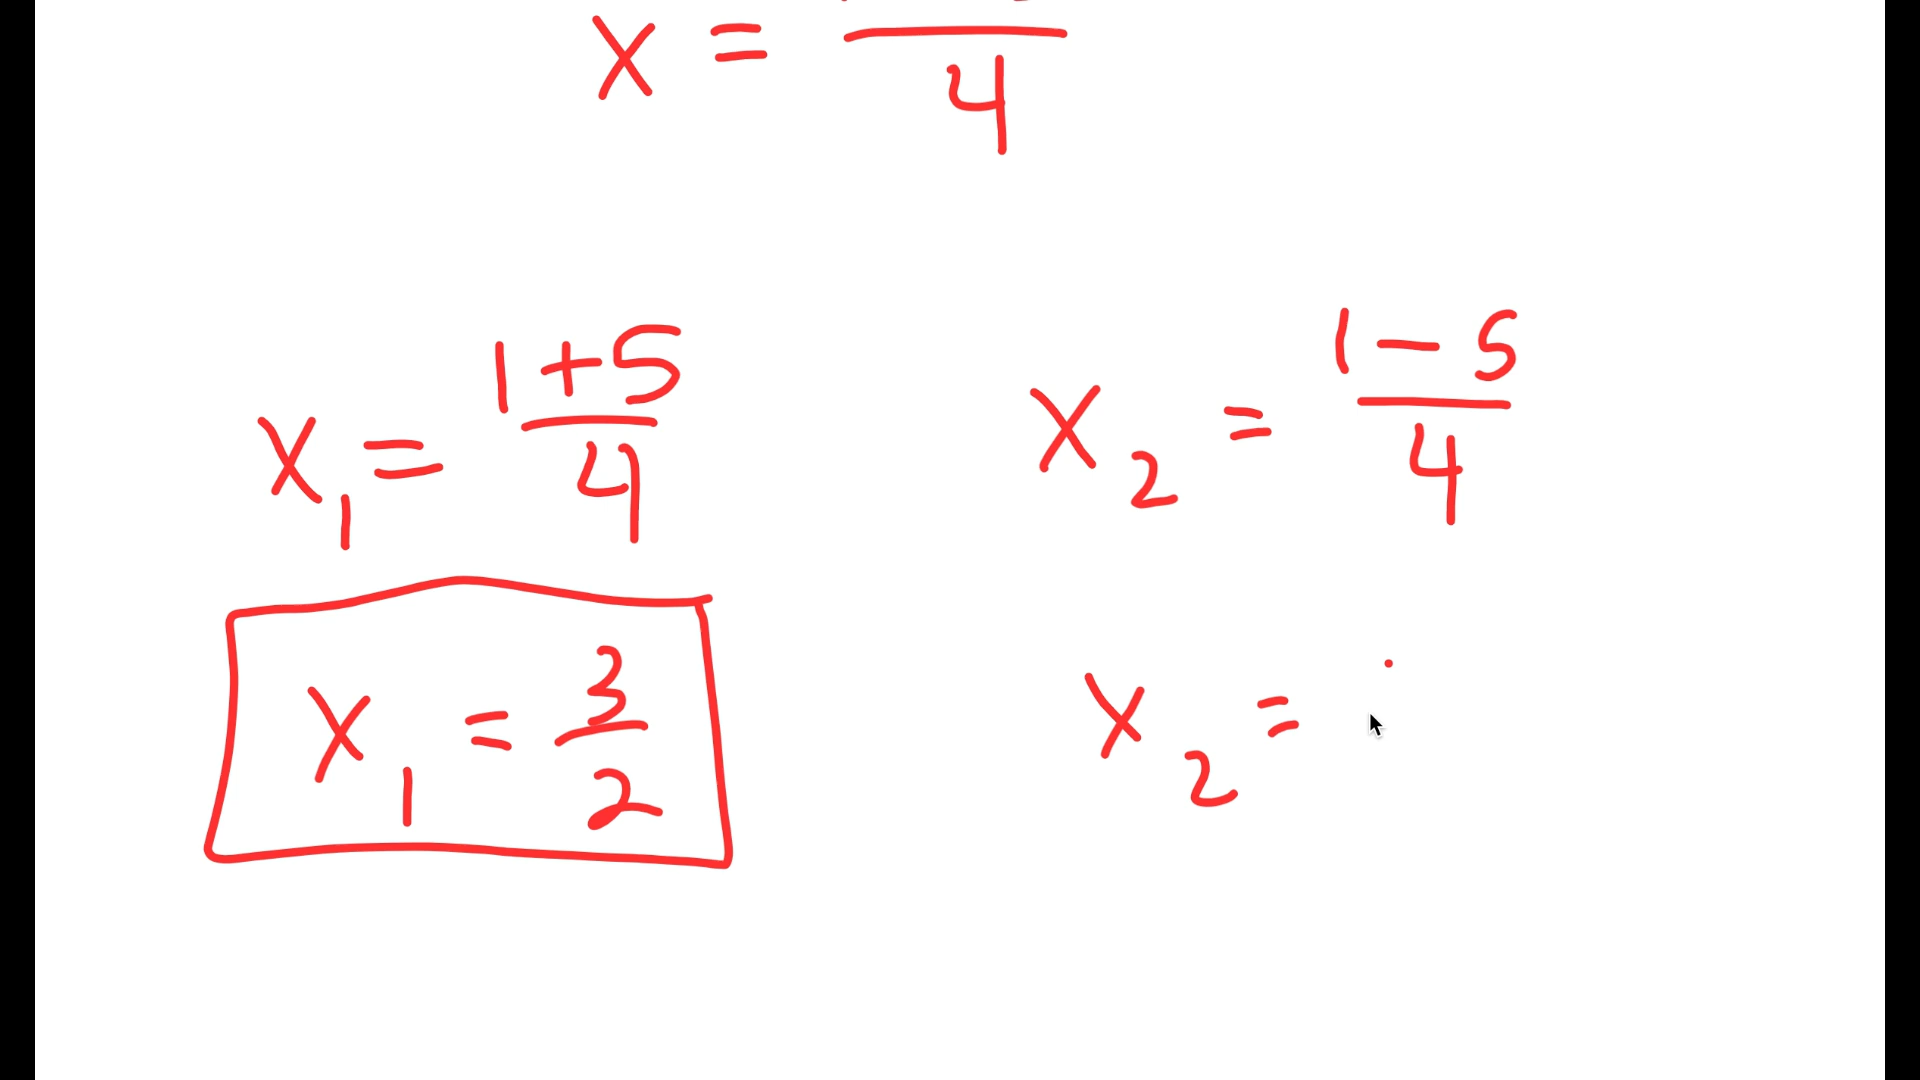 x = / 4
x₁ = (1+5)/4
x₂ = (1-5)/4
x₁ = 3/2
x₂ =